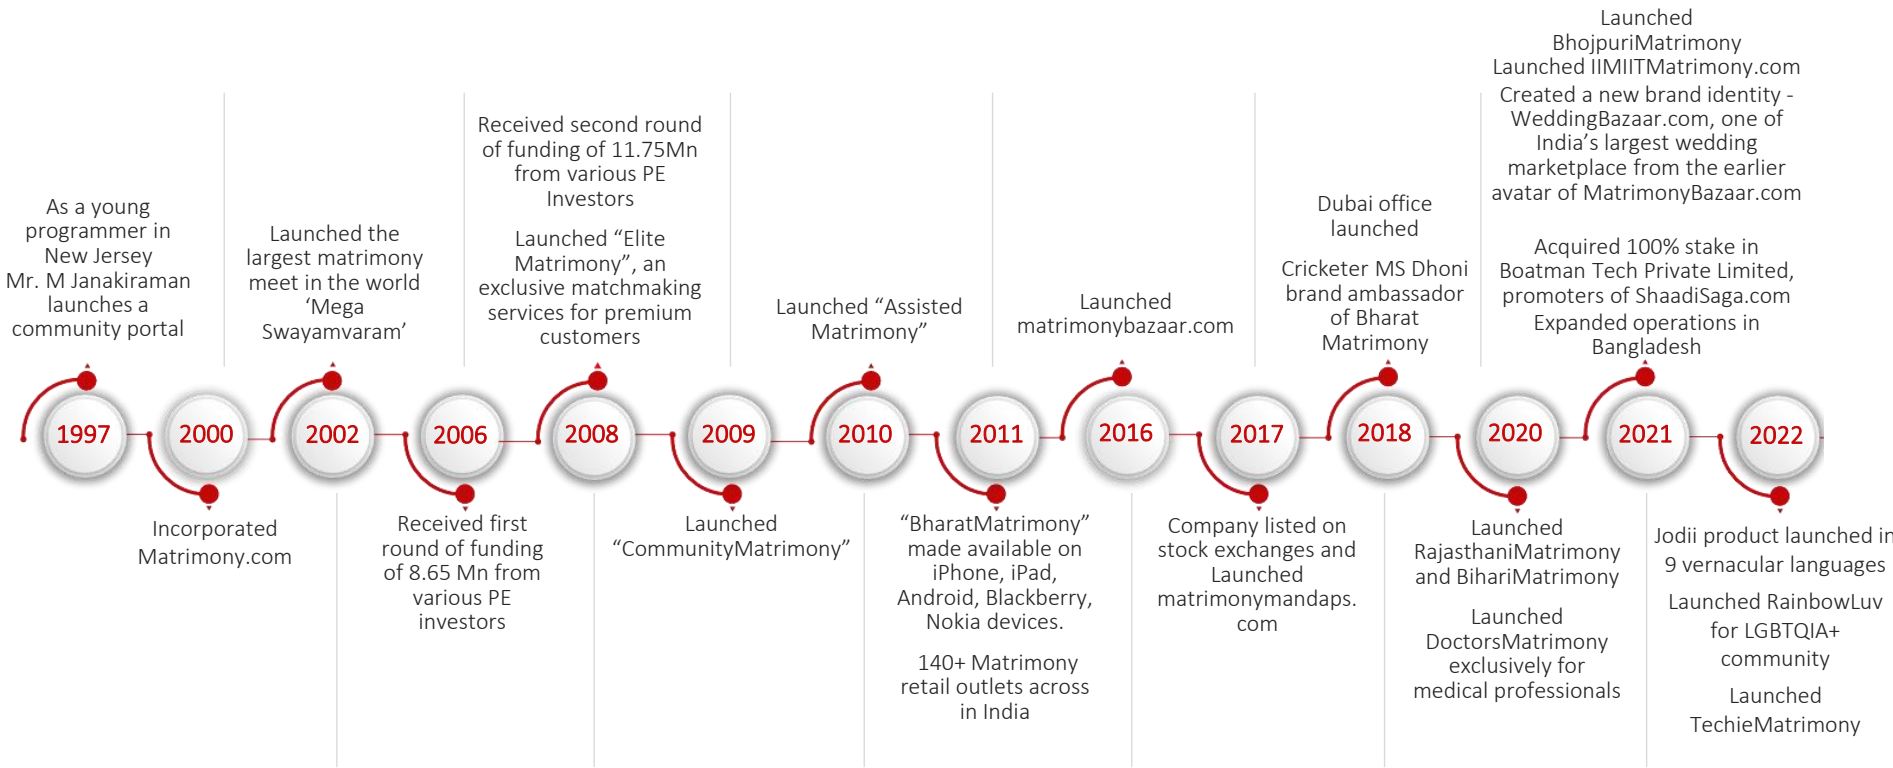 As a young
programmer in
New Jersey
Mr. M Janakiraman
launches a
community portal
1997
2000
Incorporated
Matrimony.com
Launched the
largest matrimony
meet in the world
‘Mega
Swayamvaram’
2002
2006
Received first
round of funding
of 8.65 Mn from
various PE
investors
Received second round
of funding of 11.75Mn
from various PE
Investors
Launched “Elite
Matrimony”, an
exclusive matchmaking
services for premium
customers
2008
2009
Launched
“CommunityMatrimony”
Launched “Assisted
Matrimony”
2010
2011
“BharatMatrimony”
made available on
iPhone, iPad,
Android, Blackberry,
Nokia devices.
140+ Matrimony
retail outlets across
in India
Launched
matrimonybazaar.com
2016
2017
Company listed on
stock exchanges and
Launched
matrimonymandaps.
com
Dubai office
launched
Cricketer MS Dhoni
brand ambassador
of Bharat
Matrimony
2018
2020
Launched
RajasthaniMatrimony
and BihariMatrimony
Launched
DoctorsMatrimony
exclusively for
medical professionals
Launched
BhojpuriMatrimony
Launched IIMIITMatrimony.com
Created a new brand identity -
WeddingBazaar.com, one of
India’s largest wedding
marketplace from the earlier
avatar of MatrimonyBazaar.com
Acquired 100% stake in
Boatman Tech Private Limited,
promoters of ShaadiSaga.com
Expanded operations in
Bangladesh
2021
2022
Jodii product launched in
9 vernacular languages
Launched RainbowLuv
for LGBTQIA+
community
Launched
TechieMatrimony